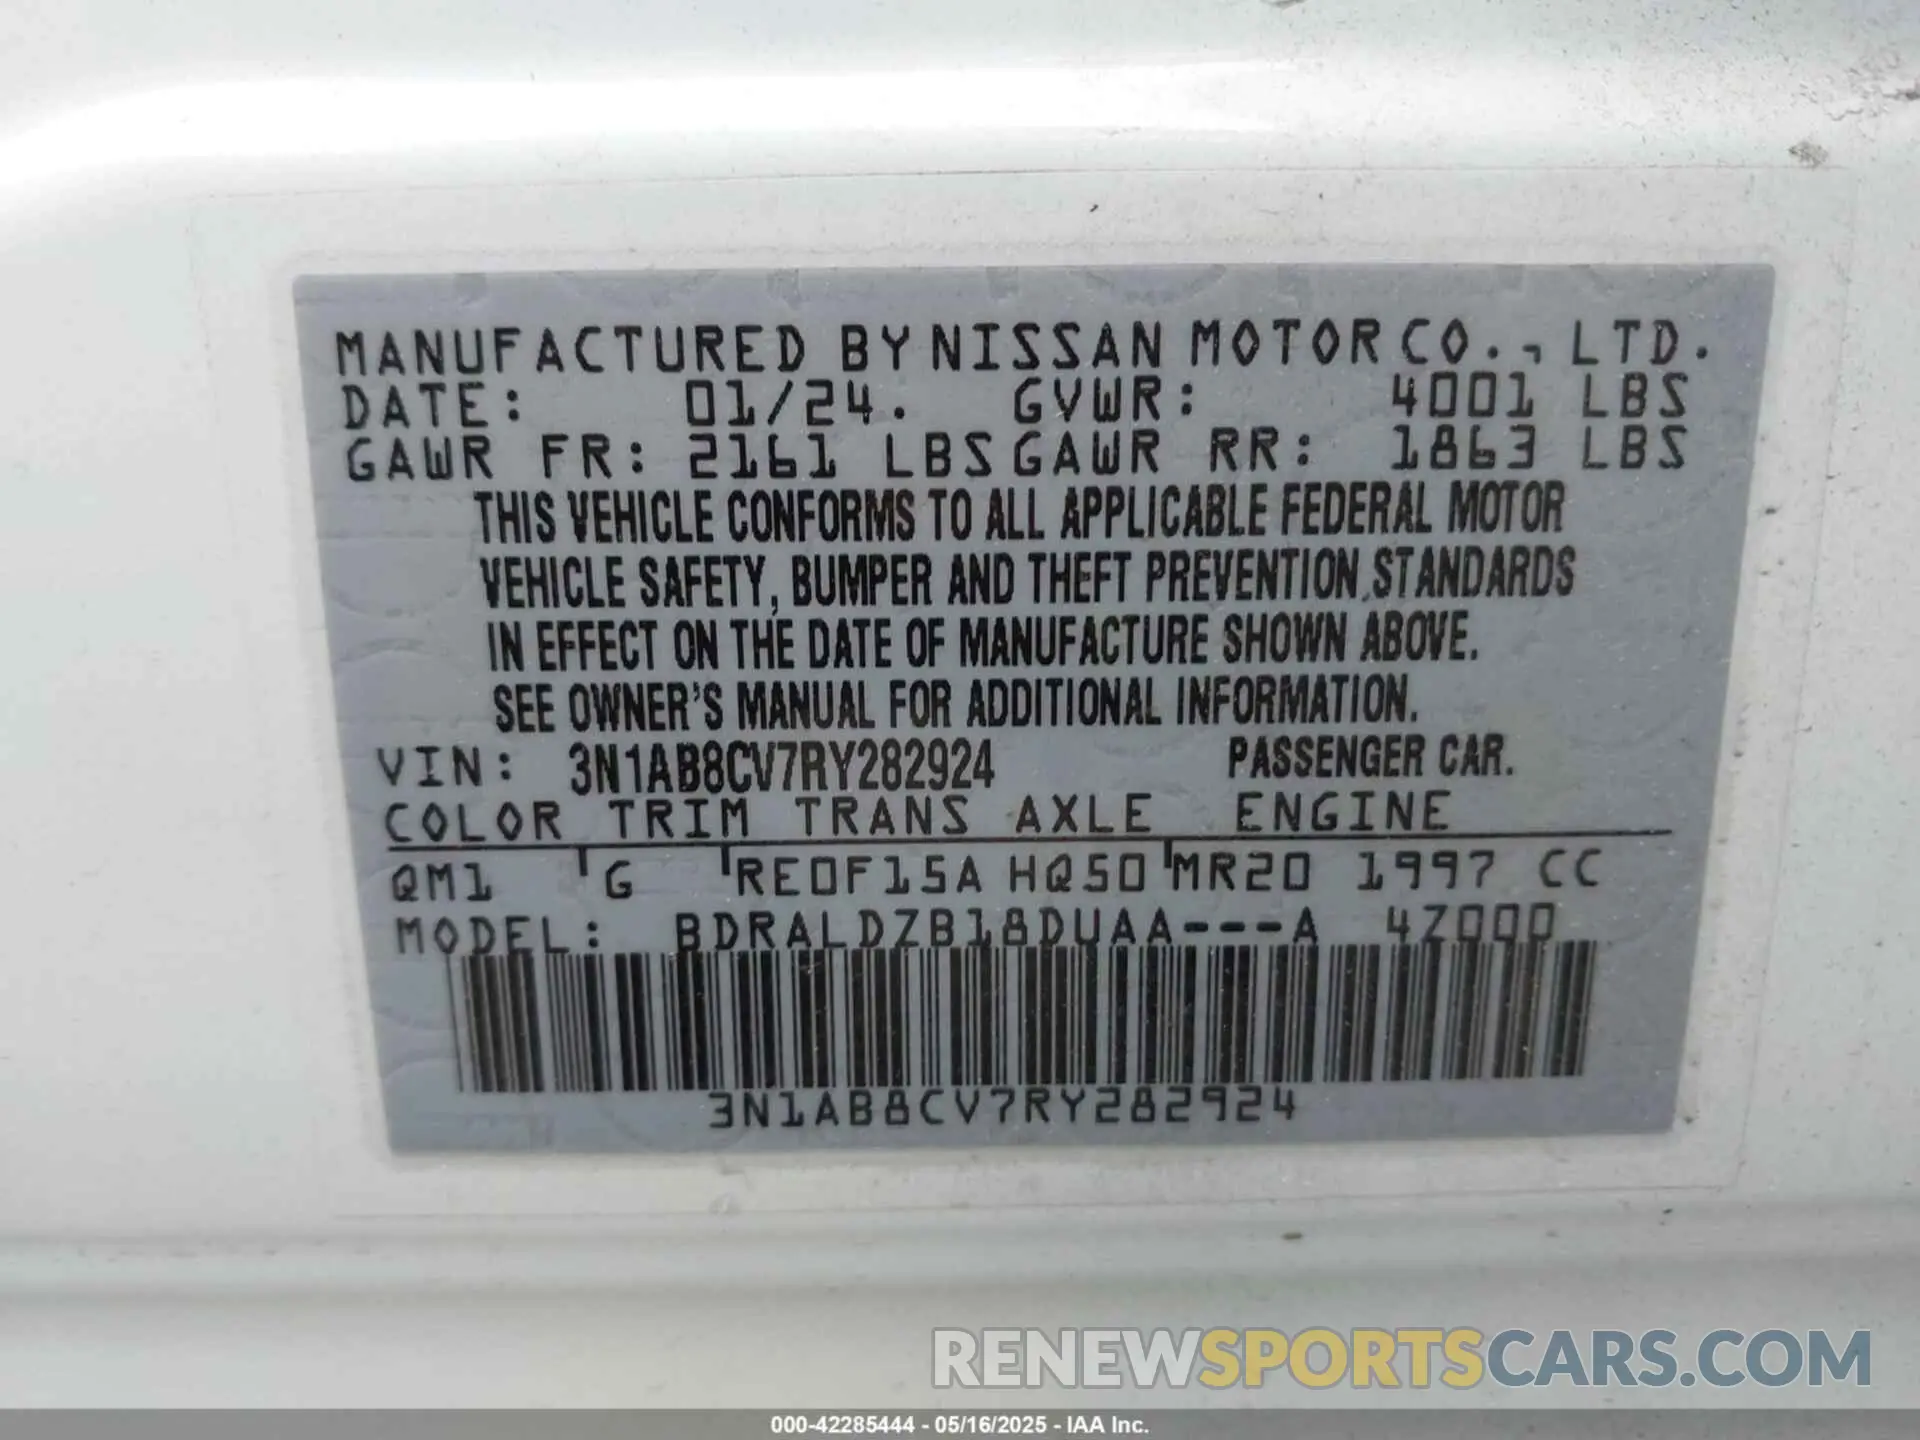 MANUFACTURED BY NISSAN MOTOR CO., LTD.
DATE: 01/24. GVWR: 4001 LBS
GAWR FR: 2161 LBS GAWR RR: 1863 LBS
THIS VEHICLE CONFORMS TO ALL APPLICABLE FEDERAL MOTOR
VEHICLE SAFETY, BUMPER AND THEFT PREVENTION STANDARDS
IN EFFECT ON THE DATE OF MANUFACTURE SHOWN ABOVE.
SEE OWNER'S MANUAL FOR ADDITIONAL INFORMATION.
VIN: 3N1AB8CV7RY282924 PASSENGER CAR.
COLOR TRIM TRANS AXLE ENGINE
QM1 G RE0F15A HQ50 MR20 1997 CC
MODEL: BDRALDZB18DUAA---A 4Z000
3N1AB8CV7RY282924
RENEWSPORTSCARS.COM
000-42285444 - 05/16/2025 - IAA Inc.